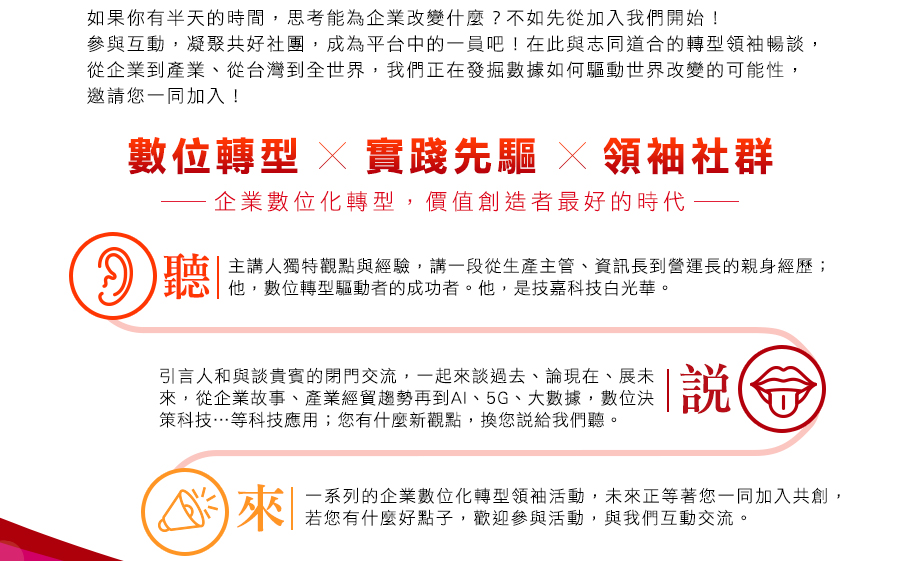 如果你有半天的時間，思考能為企業改變什麼？不如先從加入我們開始！
參與互動，凝聚共好社團，成為平台中的一員吧！在此與志同道合的轉型領袖暢談，
從企業到產業、從台灣到全世界，我們正在發掘數據如何驅動世界改變的可能性，
邀請您一同加入！
數位轉型 × 實踐先驅 × 領袖社群
企業數位化轉型，價值創造者最好的時代
聽
主講人獨特觀點與經驗，講一段從生產主管、資訊長到營運長的親身經歷；
他，數位轉型驅動者的成功者。他，是技嘉科技白光華。
引言人和與談貴賓的閉門交流，一起來談過去、論現在、展未
來，從企業故事、產業經貿趨勢再到AI、5G、大數據，數位決
策科技…等科技應用；您有什麼新觀點，換您説給我們聽。
説
來
一系列的企業數位化轉型領袖活動，未來正等著您一同加入共創，
若您有什麼好點子，歡迎參與活動，與我們互動交流。